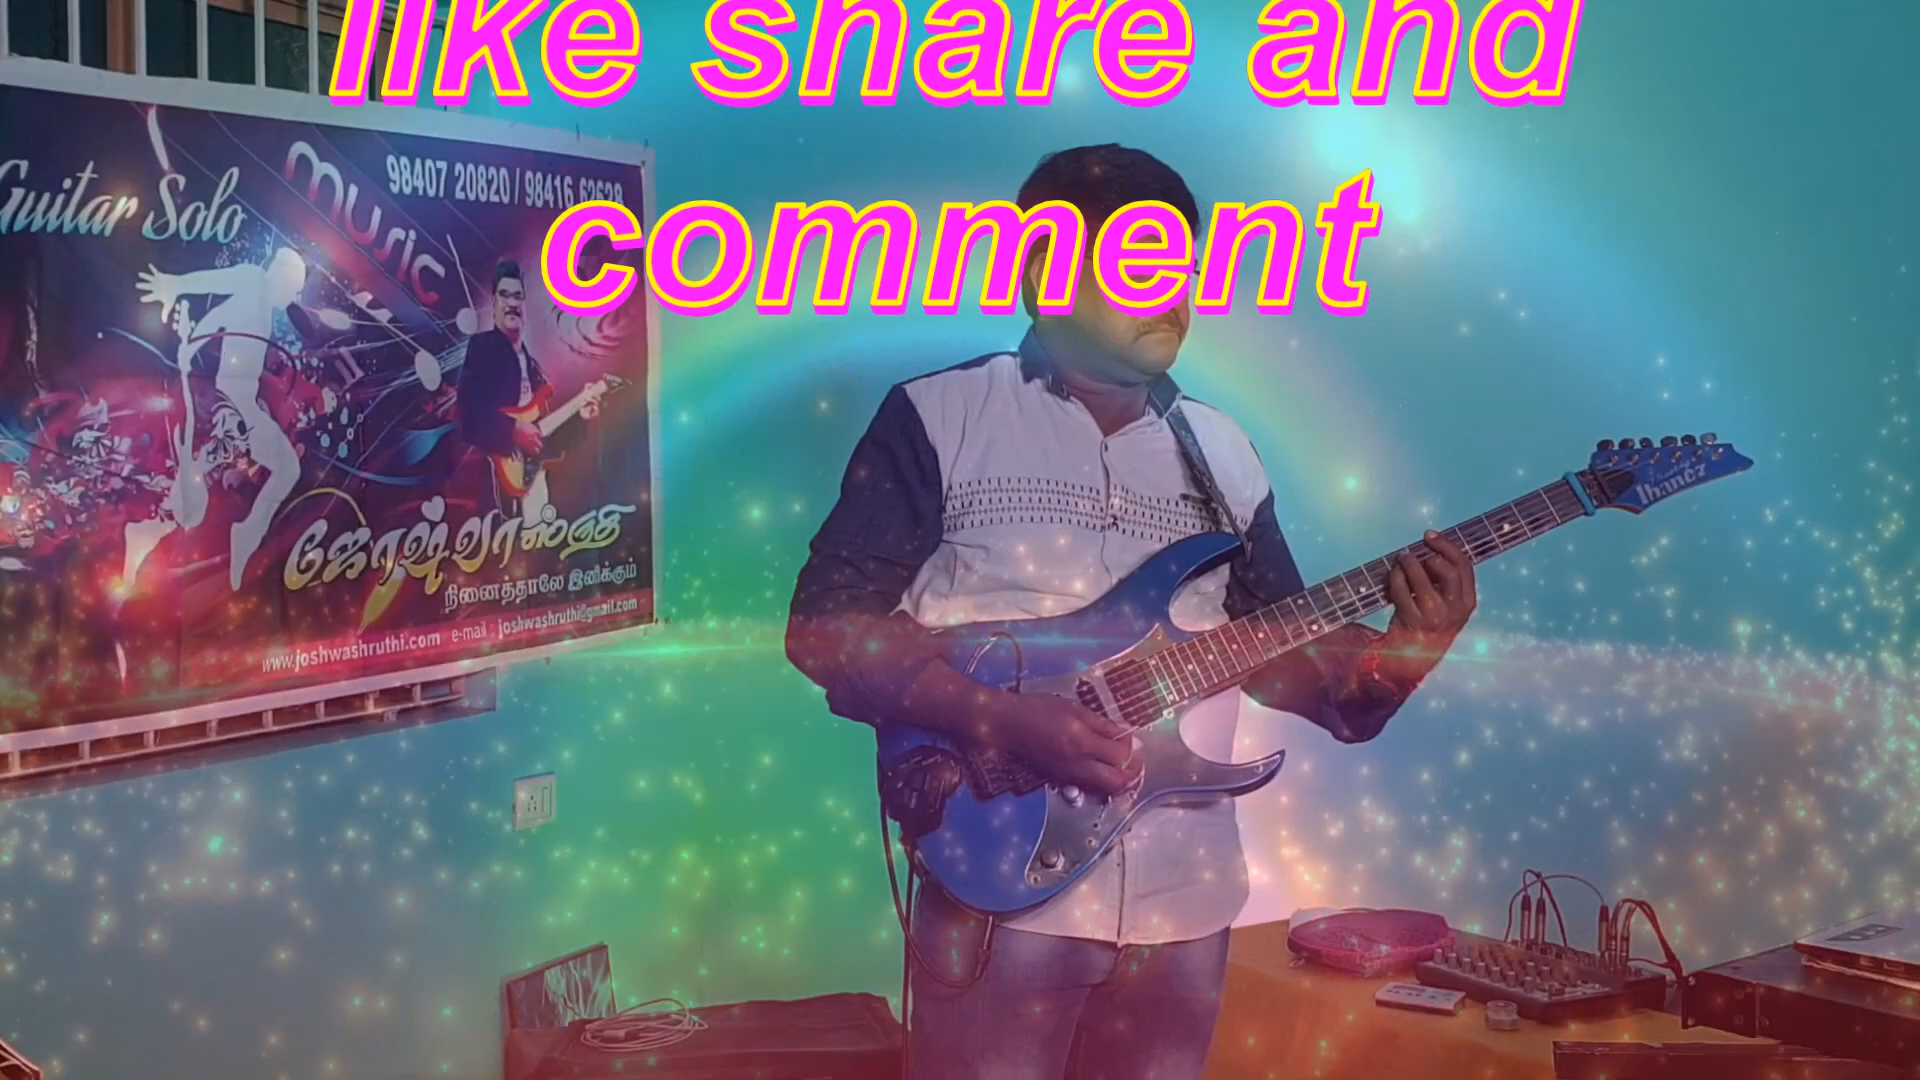 like share and
comment
Guitar Solo
music
98407 20820 / 98416 62628
ஜோஷ்வாஸ்ருதி
நினைத்தாலே இனிக்கும்
www.joshwashruthi.com e-mail : joshwashruthi@gmail.com
Ibanez